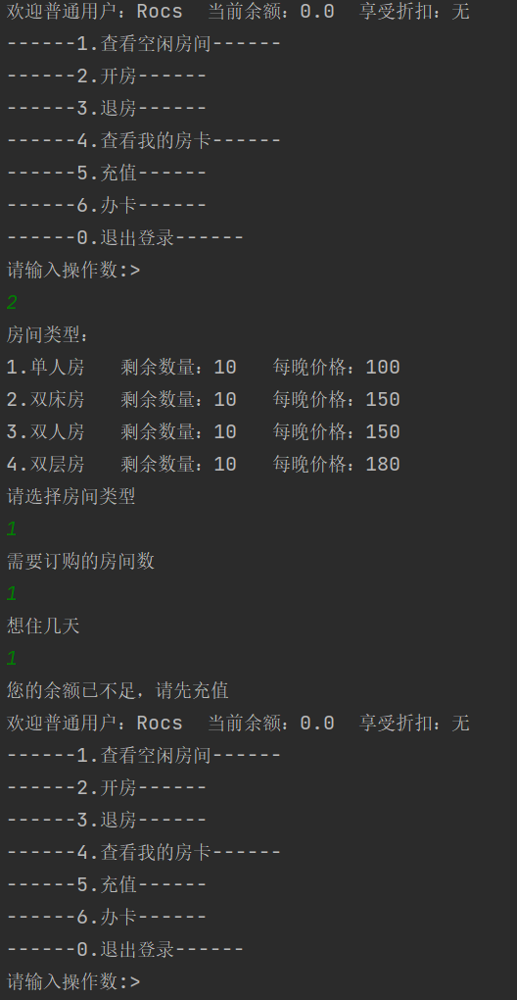 欢迎普通用户：Rocs  当前余额：0.0  享受折扣：无
------1.查看空闲房间------
------2.开房------
------3.退房------
------4.查看我的房卡------
------5.充值------
------6.办卡------
------0.退出登录------
请输入操作数:>
2
房间类型：
1.单人房   剩余数量：10   每晚价格：100
2.双床房   剩余数量：10   每晚价格：150
3.双人房   剩余数量：10   每晚价格：150
4.双层房   剩余数量：10   每晚价格：180
请选择房间类型
1
需要订购的房间数
1
想住几天
1
您的余额已不足，请先充值
欢迎普通用户：Rocs  当前余额：0.0  享受折扣：无
------1.查看空闲房间------
------2.开房------
------3.退房------
------4.查看我的房卡------
------5.充值------
------6.办卡------
------0.退出登录------
请输入操作数:>